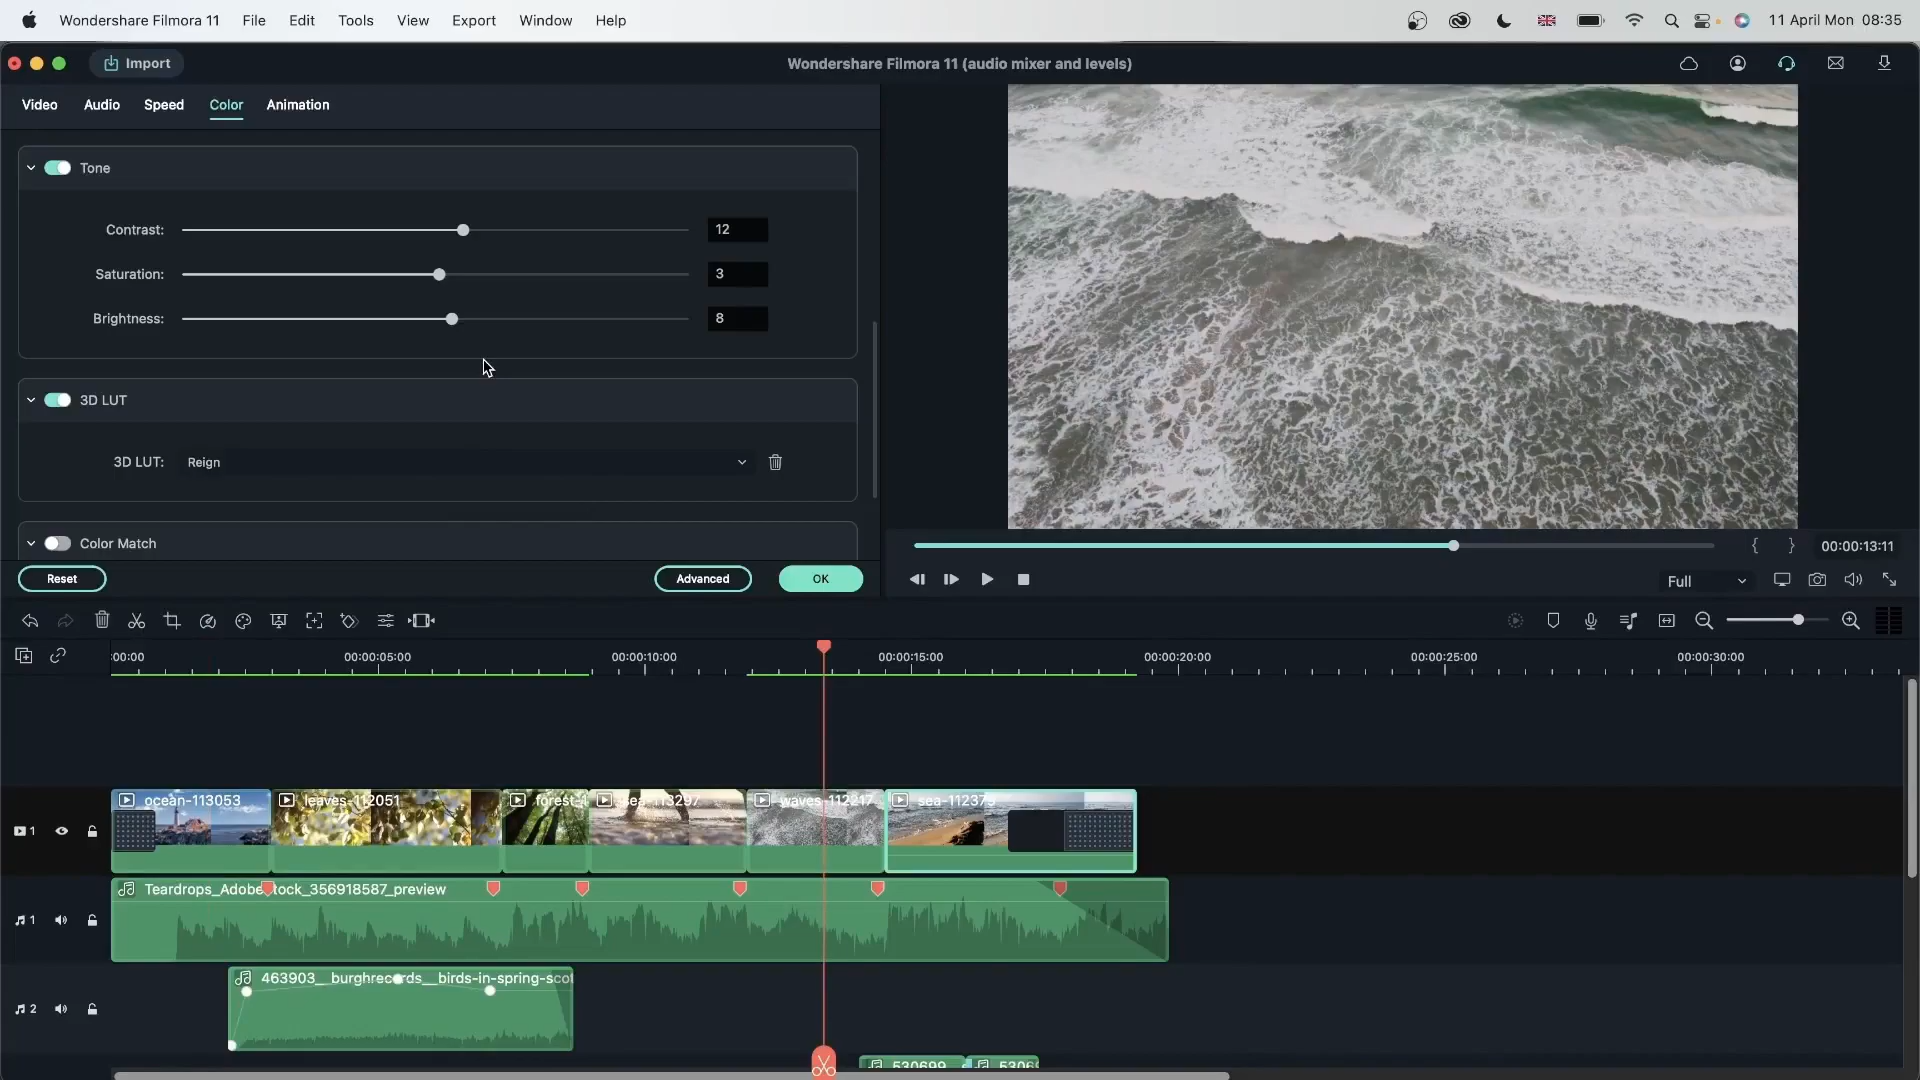 Wondershare Filmora 11 File Edit Tools View Export Window Help 11 April Mon 08:35
Import Wondershare Filmora 11 (audio mixer and levels)
Video Audio Speed Color Animation
Tone
Contrast: 12
Saturation: 3
Brightness: 8
3D LUT
3D LUT: Reign
Color Match
00:00:13:11
Reset Advanced OK
Full
:00:00 00:00:05:00 00:00:10:00 00:00:15:00 00:00:20:00 00:00:25:00 00:00:30:00
ocean-113053 leaves-112051 forest-1 sea-113297 waves-112217 sea-112375
1
Teardrops_AdobeStock_356918587_preview
1
463903__burghrecords__birds-in-spring-scot
2
530699 5306